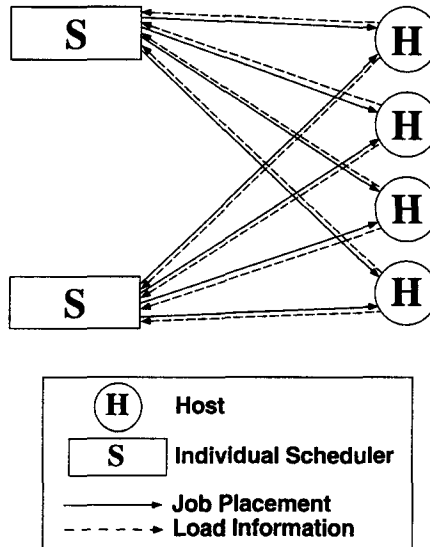 S
H
H
H
S
H
H Host
S Individual Scheduler
Job Placement
Load Information